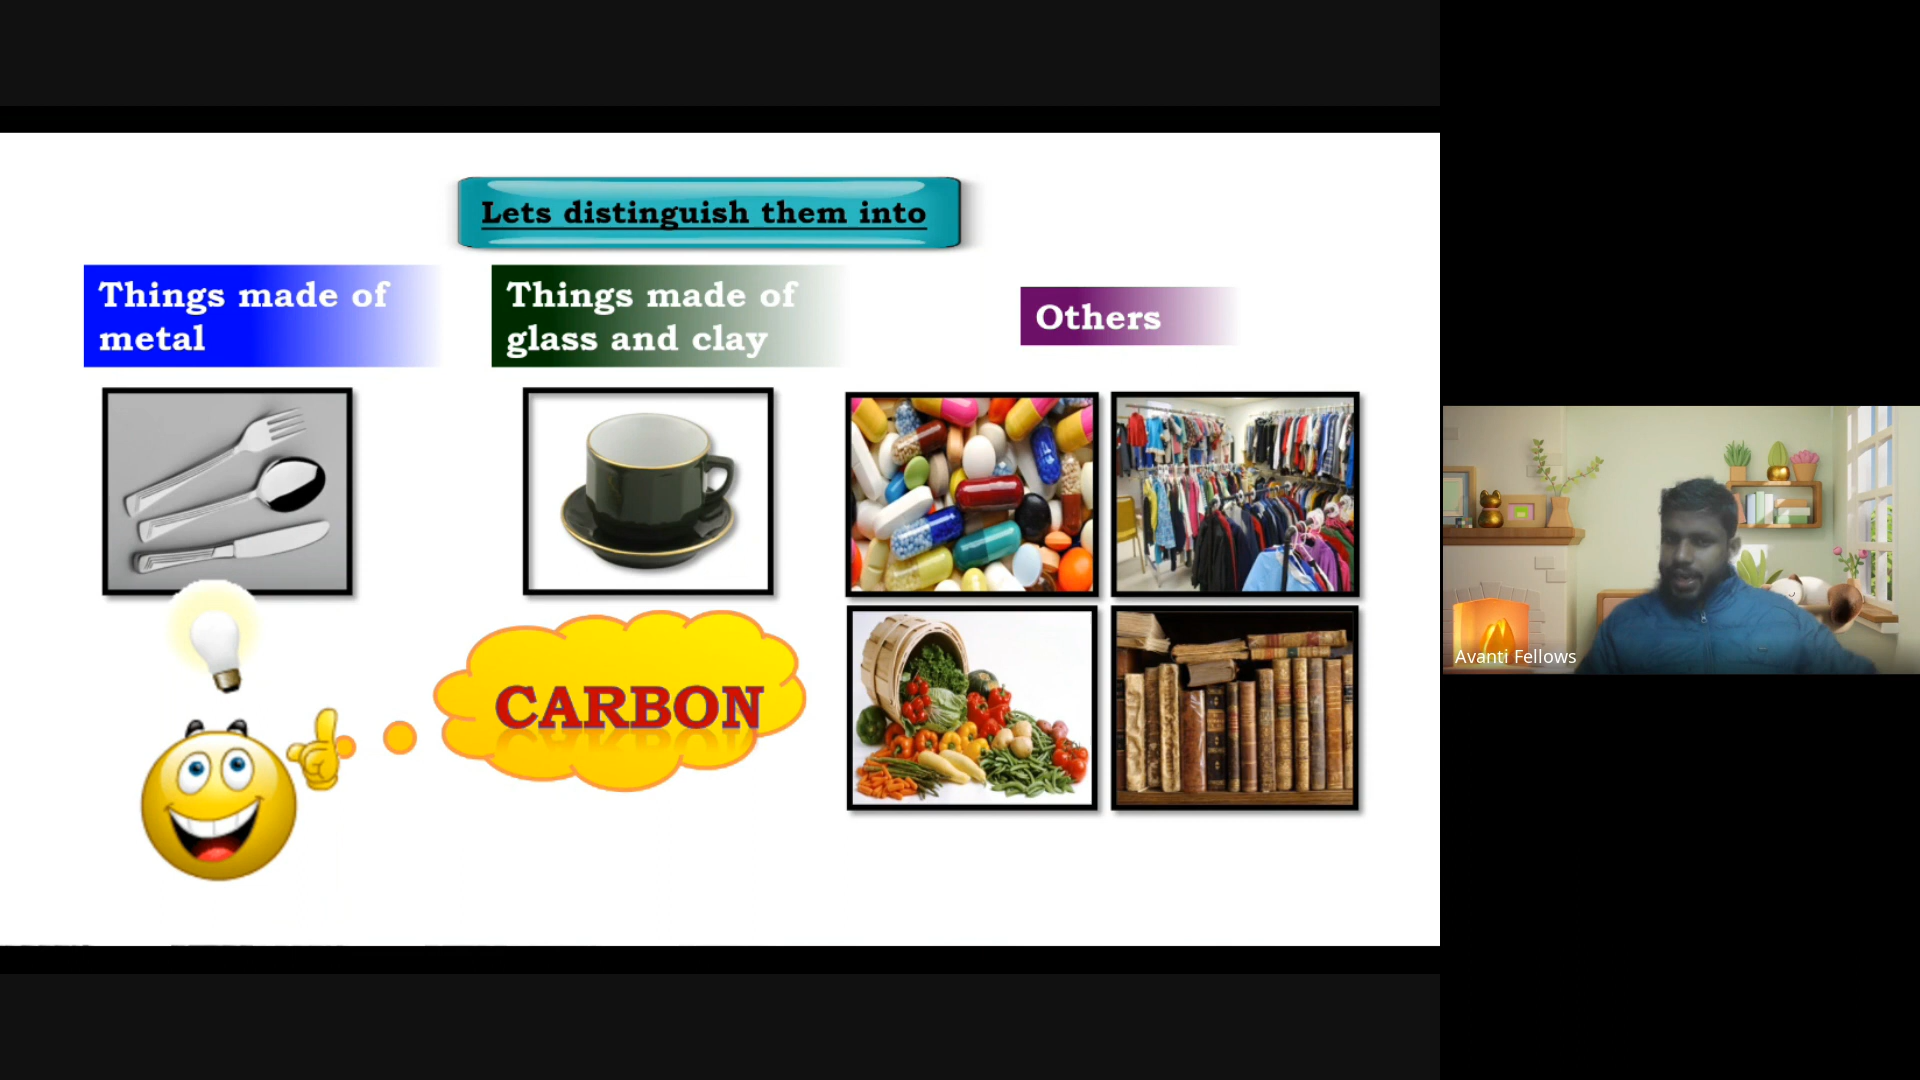 Lets distinguish them into
Things made of
metal
Things made of
glass and clay
Others
CARBON
Avanti Fellows